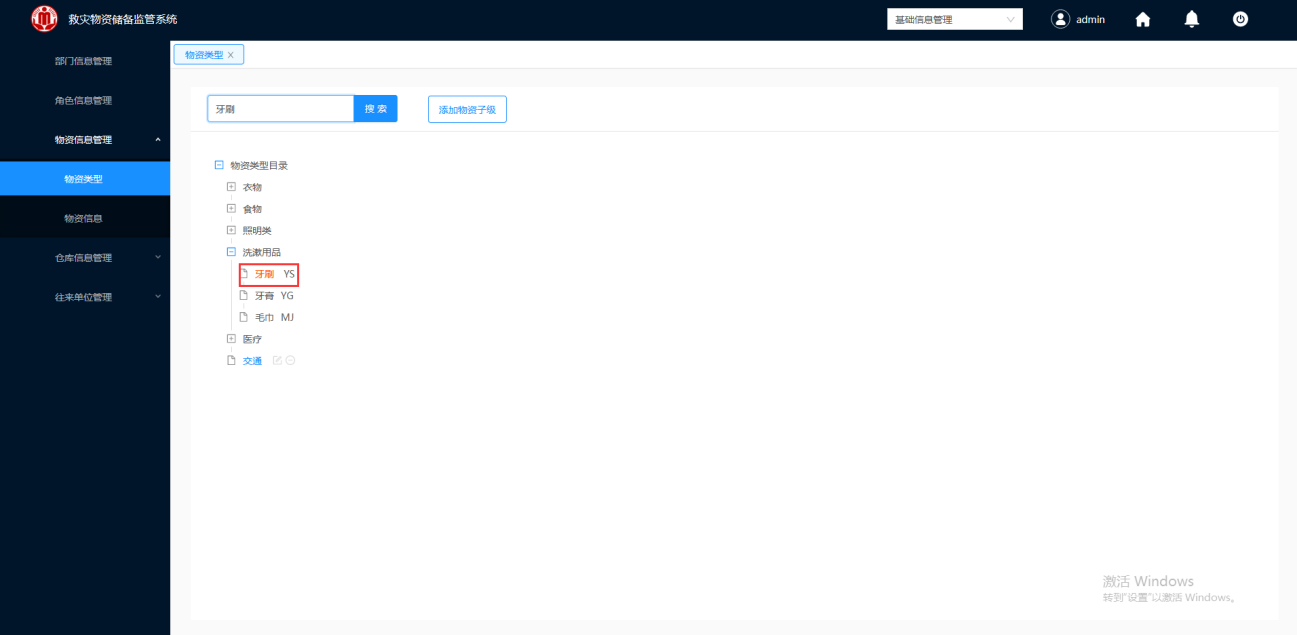 救灾物资储备监管系统
基础信息管理
admin
部门信息管理
角色信息管理
物资信息管理
物资类型
物资信息
仓库信息管理
往来单位管理
物资类型
牙刷
搜 索
添加物资子级
物资类型目录
衣物
食物
照明类
洗漱用品
牙刷 YS
牙膏 YG
毛巾 MJ
医疗
交通
激活 Windows
转到"设置"以激活 Windows。